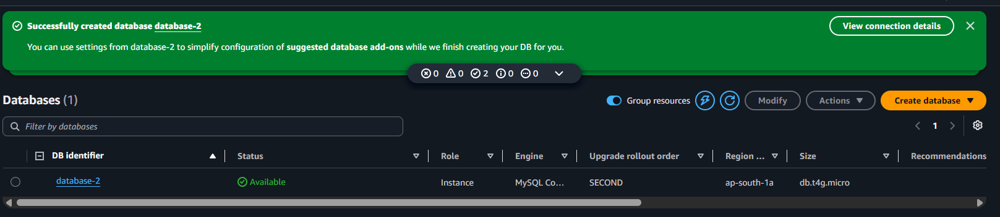 Successfully created database database-2
View connection details
You can use settings from database-2 to simplify configuration of suggested database add-ons while we finish creating your DB for you.
0 0 2 0 0
Databases (1)
Group resources
Modify
Actions
Create database
Filter by databases
1
DB identifier Status Role Engine Upgrade rollout order Region ... Size Recommendations
database-2 Available Instance MySQL Co... SECOND ap-south-1a db.t4g.micro